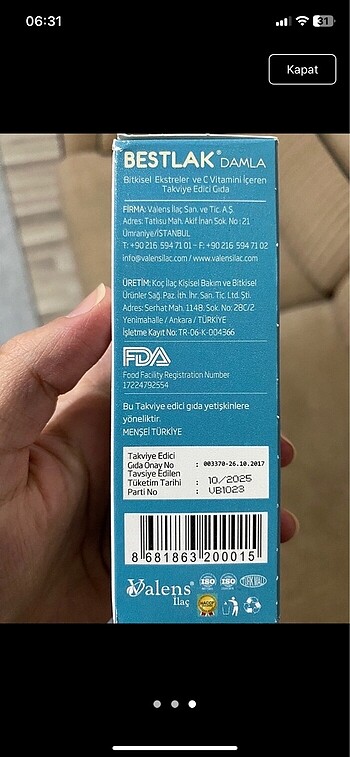 06:31
31
Kapat
BESTLAK® DAMLA
Bitkisel Ekstreler ve C Vitamini İçeren
Takviye Edici Gıda
FİRMA: Valens İlaç San. ve Tic. A.Ş.
Adres: Tatlısu Mah. Akif İnan Sok. No : 21
Ümraniye/İSTANBUL
T: +90 216 594 71 01 - F: +90 216 594 71 02
info@valensilac.com / www.valensilac.com
ÜRETİM: Koç İlaç Kişisel Bakım ve Bitkisel
Ürünler Sağ. Paz. İth. İhr. San. Tic. Ltd. Şti.
Adres: Serhat Mah. 1148. Sok. No: 28C/2
Yenimahalle / Ankara / TÜRKİYE
İşletme Kayıt No: TR-06-K-004366
FDA
Food Facility Registration Number
17224792554
Bu Takviye edici gıda yetişkinlere
yöneliktir.
MENŞEİ TÜRKİYE
Takviye Edici
Gıda Onay No : 003370-26.10.2017
Tavsiye Edilen
Tüketim Tarihi : 10/2025
Parti No : UB1023
8 681863 200015
Valens®
İlaç
ISO
ISO
TURKWALL
HACCP